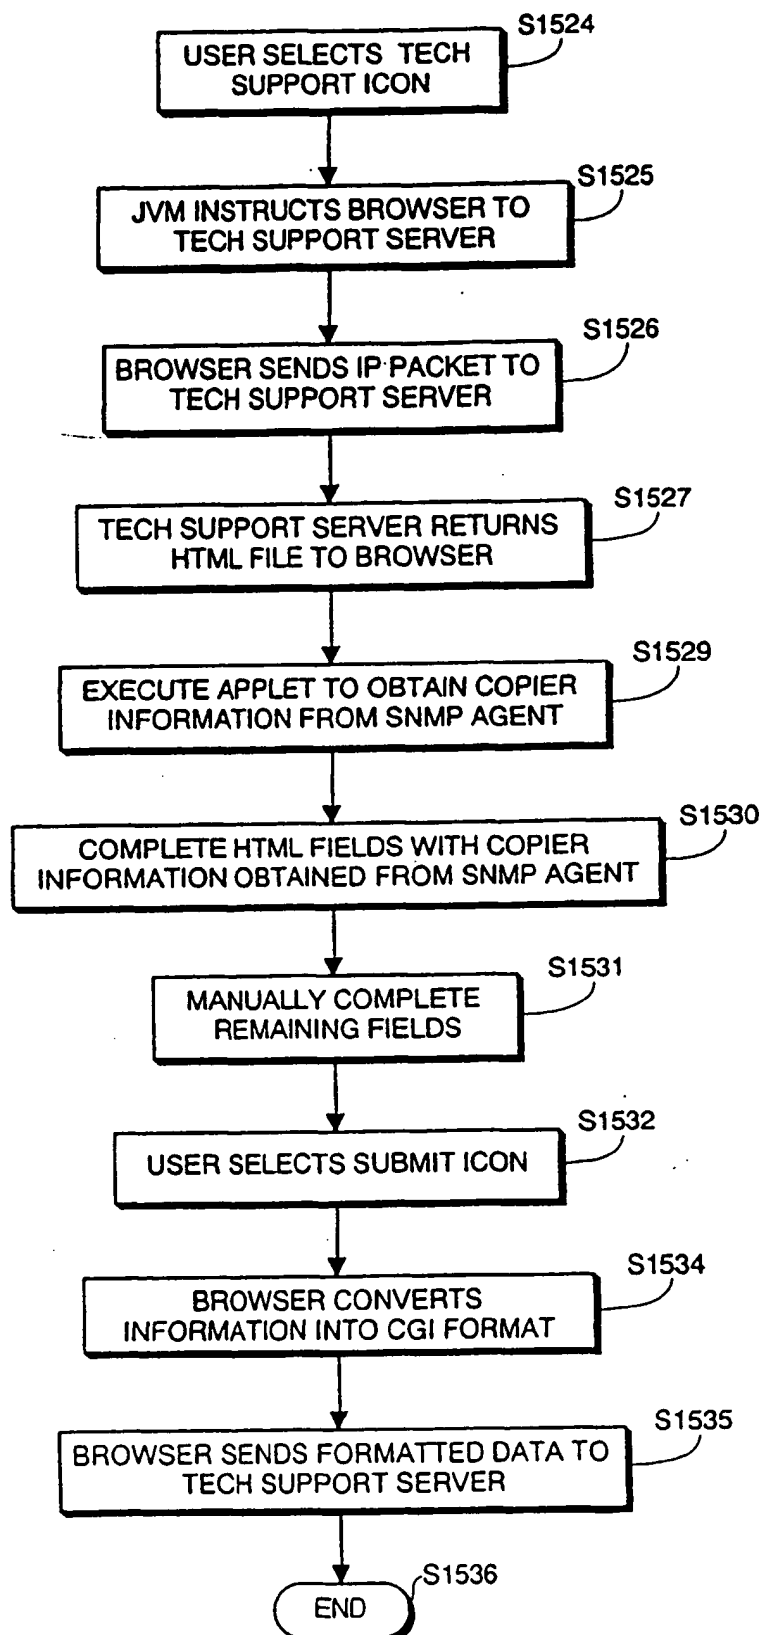 S1524
USER SELECTS TECH
SUPPORT ICON
S1525
JVM INSTRUCTS BROWSER TO
TECH SUPPORT SERVER
S1526
BROWSER SENDS IP PACKET TO
TECH SUPPORT SERVER
S1527
TECH SUPPORT SERVER RETURNS
HTML FILE TO BROWSER
S1529
EXECUTE APPLET TO OBTAIN COPIER
INFORMATION FROM SNMP AGENT
S1530
COMPLETE HTML FIELDS WITH COPIER
INFORMATION OBTAINED FROM SNMP AGENT
S1531
MANUALLY COMPLETE
REMAINING FIELDS
S1532
USER SELECTS SUBMIT ICON
S1534
BROWSER CONVERTS
INFORMATION INTO CGI FORMAT
S1535
BROWSER SENDS FORMATTED DATA TO
TECH SUPPORT SERVER
S1536
END